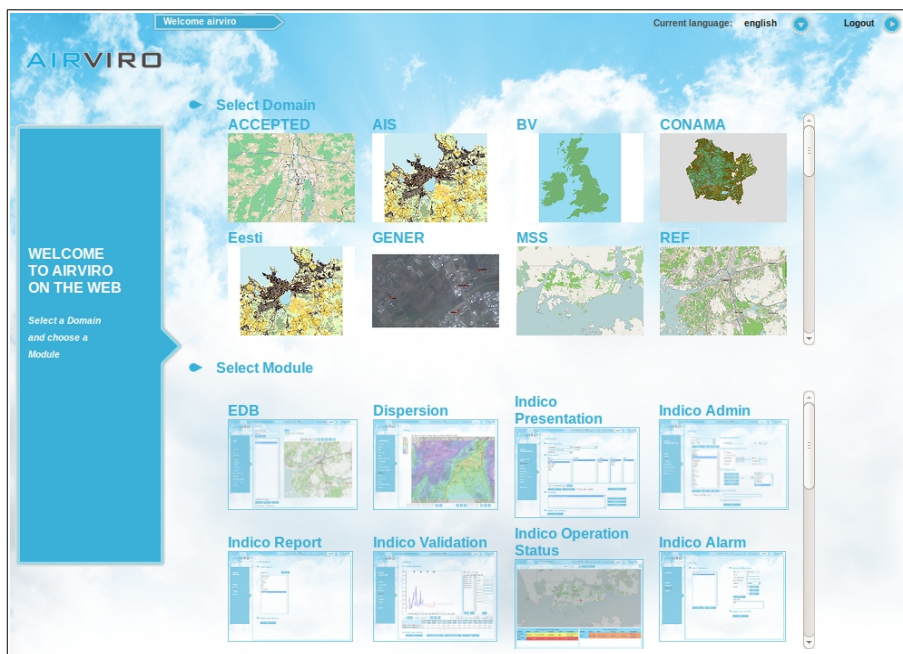 Welcome airviro
Current language: english
Logout
AIRVIRO
Select Domain
ACCEPTED
AIS
BV
CONAMA
WELCOME
TO AIRVIRO
ON THE WEB
Select a Domain
and choose a
Module
Eesti
GENER
MSS
REF
Select Module
EDB
Dispersion
Indico
Presentation
Indico Admin
Indico Report
Indico Validation
Indico Operation
Status
Indico Alarm